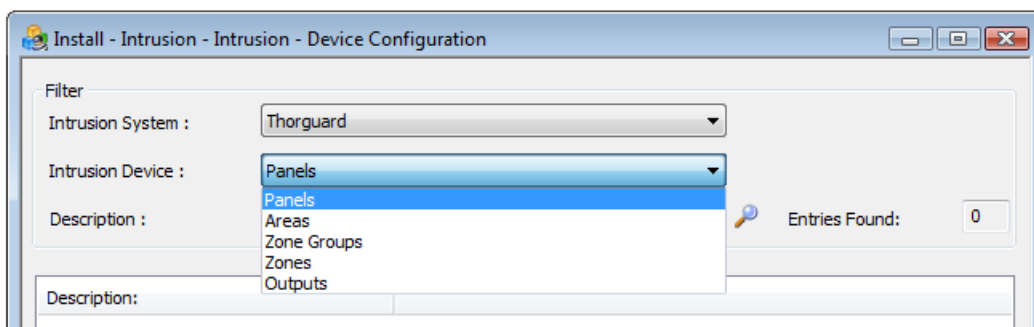 Install - Intrusion - Intrusion - Device Configuration
Filter
Intrusion System : Thorguard
Intrusion Device : Panels
Panels
Areas
Description : Entries Found: 0
Zone Groups
Zones
Outputs
Description: